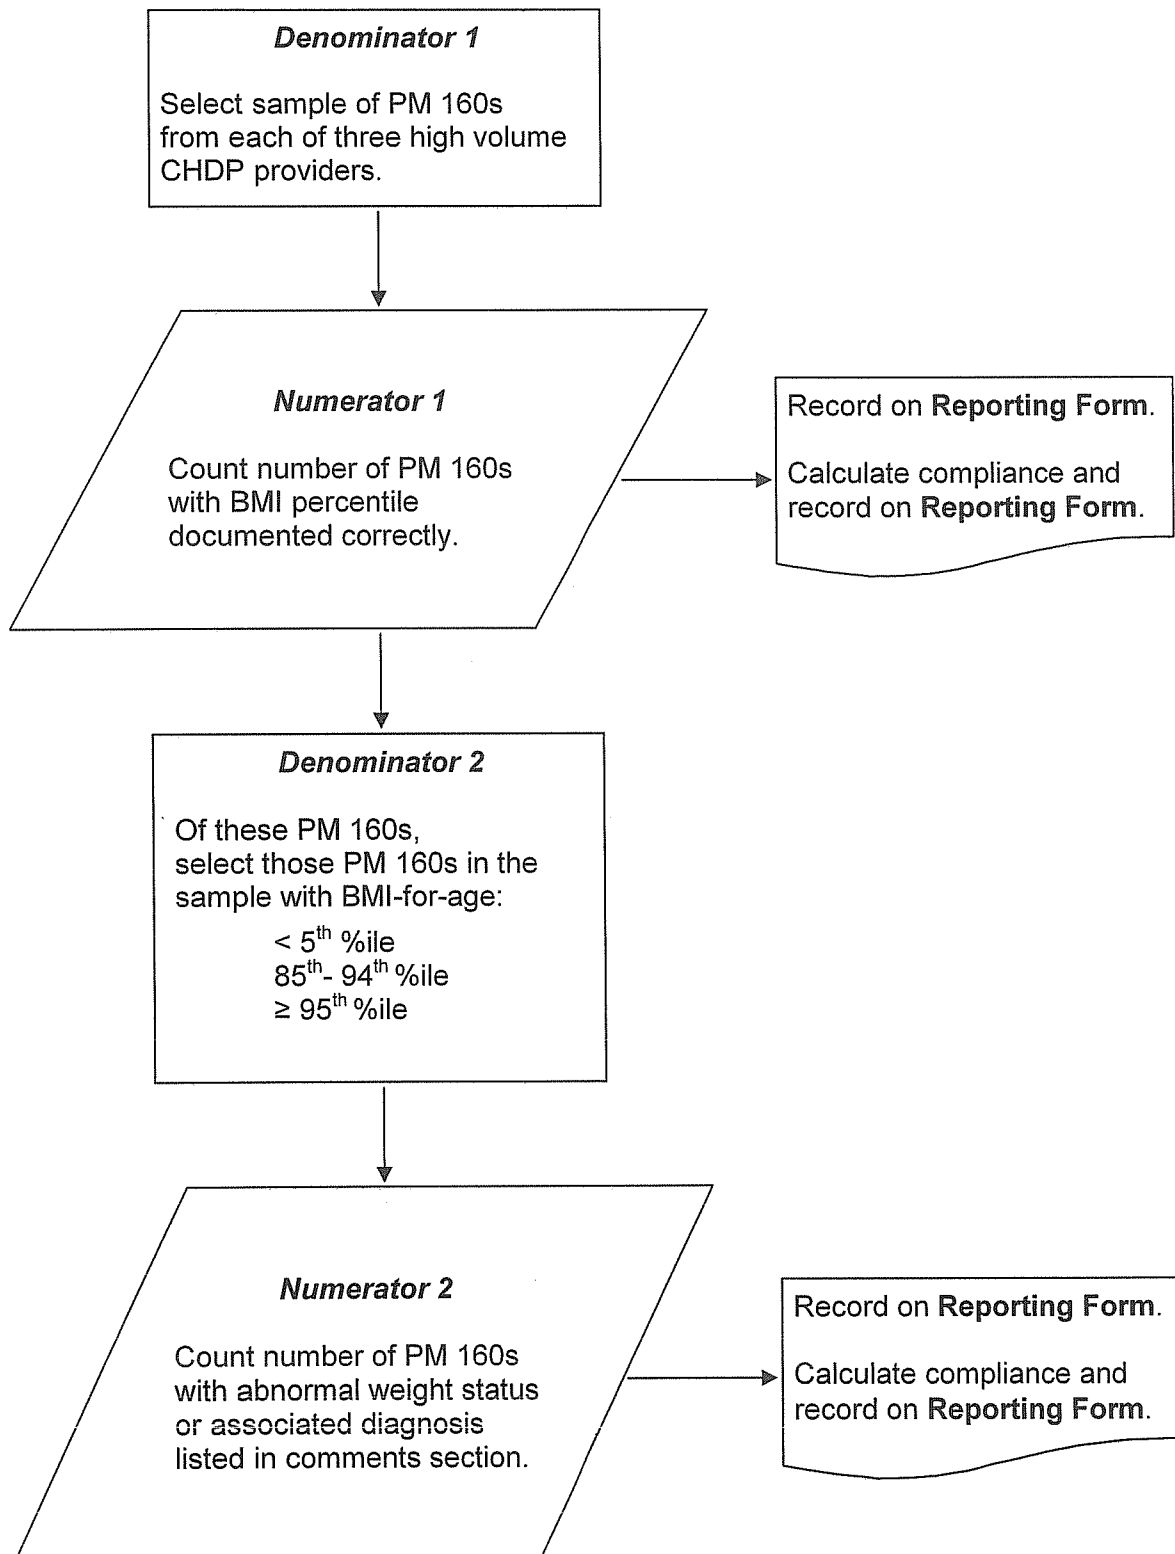 Denominator 1
Select sample of PM 160s
from each of three high volume
CHDP providers.
Numerator 1
Count number of PM 160s
with BMI percentile
documented correctly.
Record on Reporting Form.
Calculate compliance and
record on Reporting Form.
Denominator 2
Of these PM 160s,
select those PM 160s in the
sample with BMI-for-age:
< 5th %ile
85th- 94th %ile
≥ 95th %ile
Numerator 2
Count number of PM 160s
with abnormal weight status
or associated diagnosis
listed in comments section.
Record on Reporting Form.
Calculate compliance and
record on Reporting Form.